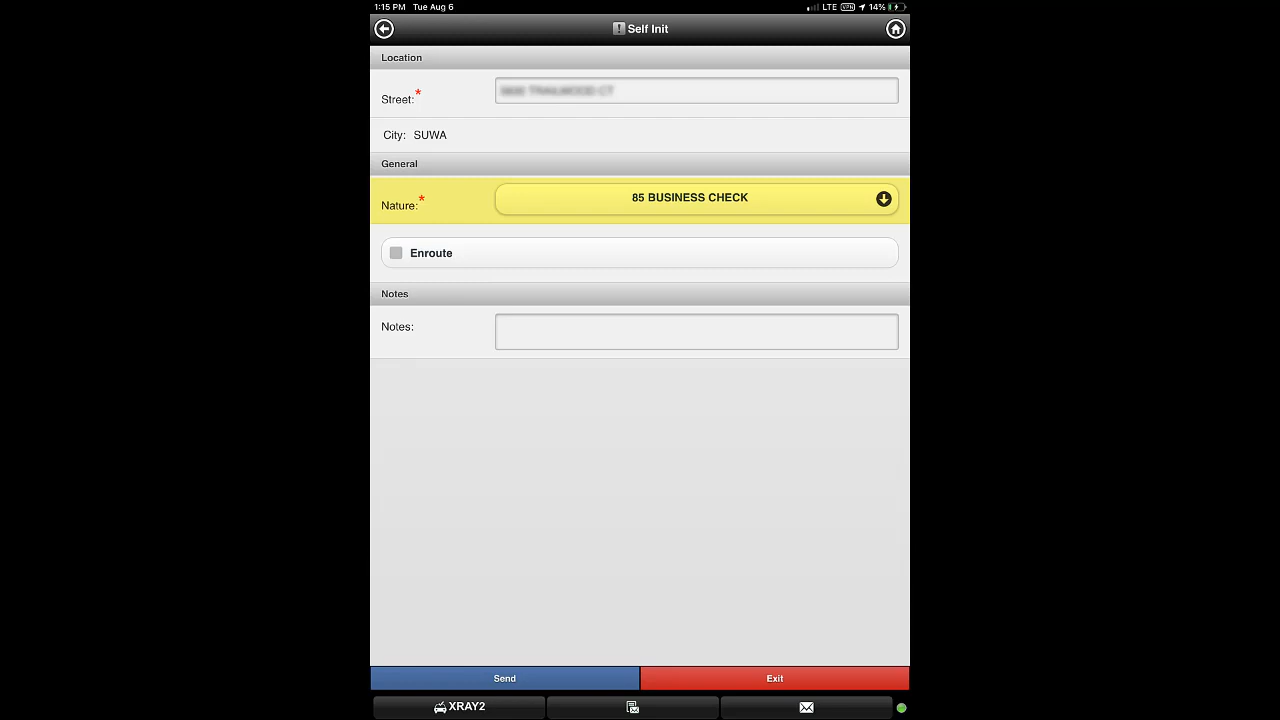 1:15 PM Tue Aug 6 LTE VPN 14%
Self Init
Location
Street:*
City: SUWA
General
Nature:* 85 BUSINESS CHECK
Enroute
Notes
Notes:
Send Exit
XRAY2